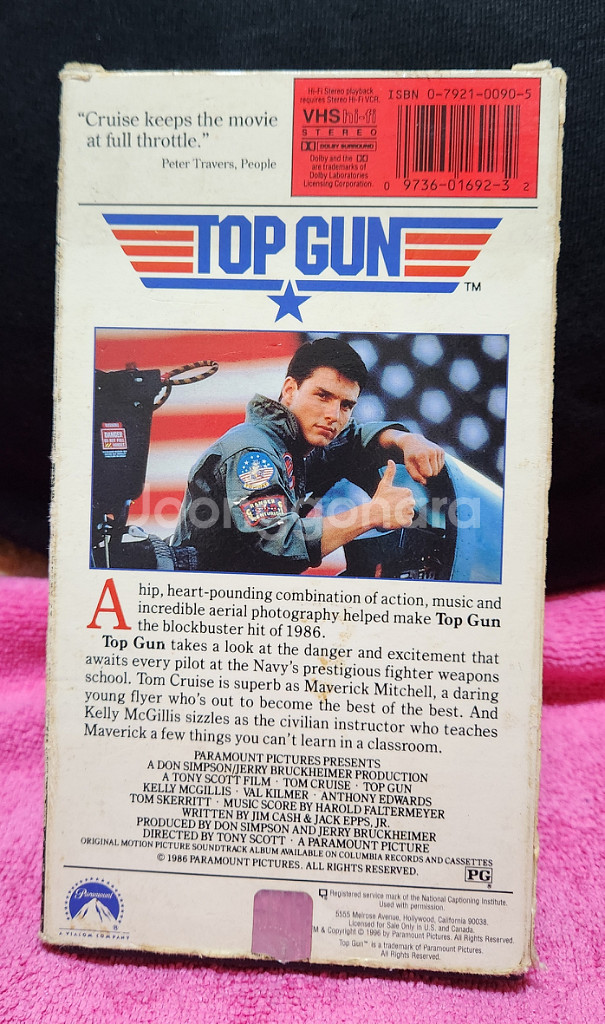 “Cruise keeps the movie
at full throttle.”
Peter Travers, People
Hi-Fi Stereo playback
requires Stereo Hi-Fi VCR.
VHS hi-fi
STEREO
DOLBY SURROUND
Dolby and the
are trademarks of
Dolby Laboratories
Licensing Corporation.
ISBN 0-7921-0090-5
0 9736-01692-3 2
TOP GUN
TM
DANGER
Joonggonara
A hip, heart-pounding combination of action, music and
incredible aerial photography helped make Top Gun
the blockbuster hit of 1986.
Top Gun takes a look at the danger and excitement that
awaits every pilot at the Navy's prestigious fighter weapons
school. Tom Cruise is superb as Maverick Mitchell, a daring
young flyer who's out to become the best of the best. And
Kelly McGillis sizzles as the civilian instructor who teaches
Maverick a few things you can't learn in a classroom.
PARAMOUNT PICTURES PRESENTS
A DON SIMPSON/JERRY BRUCKHEIMER PRODUCTION
A TONY SCOTT FILM · TOM CRUISE · TOP GUN
KELLY MCGILLIS · VAL KILMER · ANTHONY EDWARDS
TOM SKERRITT · MUSIC SCORE BY HAROLD FALTERMEYER
WRITTEN BY JIM CASH & JACK EPPS, JR.
PRODUCED BY DON SIMPSON AND JERRY BRUCKHEIMER
DIRECTED BY TONY SCOTT · A PARAMOUNT PICTURE
ORIGINAL MOTION PICTURE SOUNDTRACK ALBUM AVAILABLE ON COLUMBIA RECORDS AND CASSETTES
© 1986 PARAMOUNT PICTURES. ALL RIGHTS RESERVED.
PG
®
Paramount
®
A VIACOM COMPANY
Registered service mark of the National Captioning Institute.
Used with permission.
5555 Melrose Avenue, Hollywood, California 90038.
Licensed for Sale Only in U.S. and Canada.
TM & Copyright © 1996 by Paramount Pictures. All Rights Reserved.
Top Gun™ is a trademark of Paramount Pictures.
All Rights Reserved.